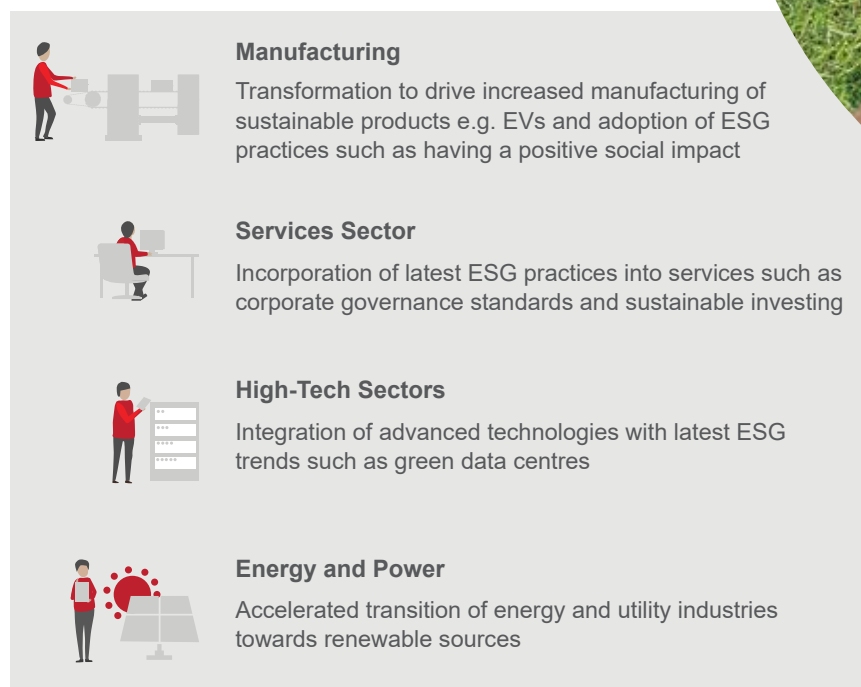 Manufacturing
Transformation to drive increased manufacturing of
sustainable products e.g. EVs and adoption of ESG
practices such as having a positive social impact
Services Sector
Incorporation of latest ESG practices into services such as
corporate governance standards and sustainable investing
High-Tech Sectors
Integration of advanced technologies with latest ESG
trends such as green data centres
Energy and Power
Accelerated transition of energy and utility industries
towards renewable sources